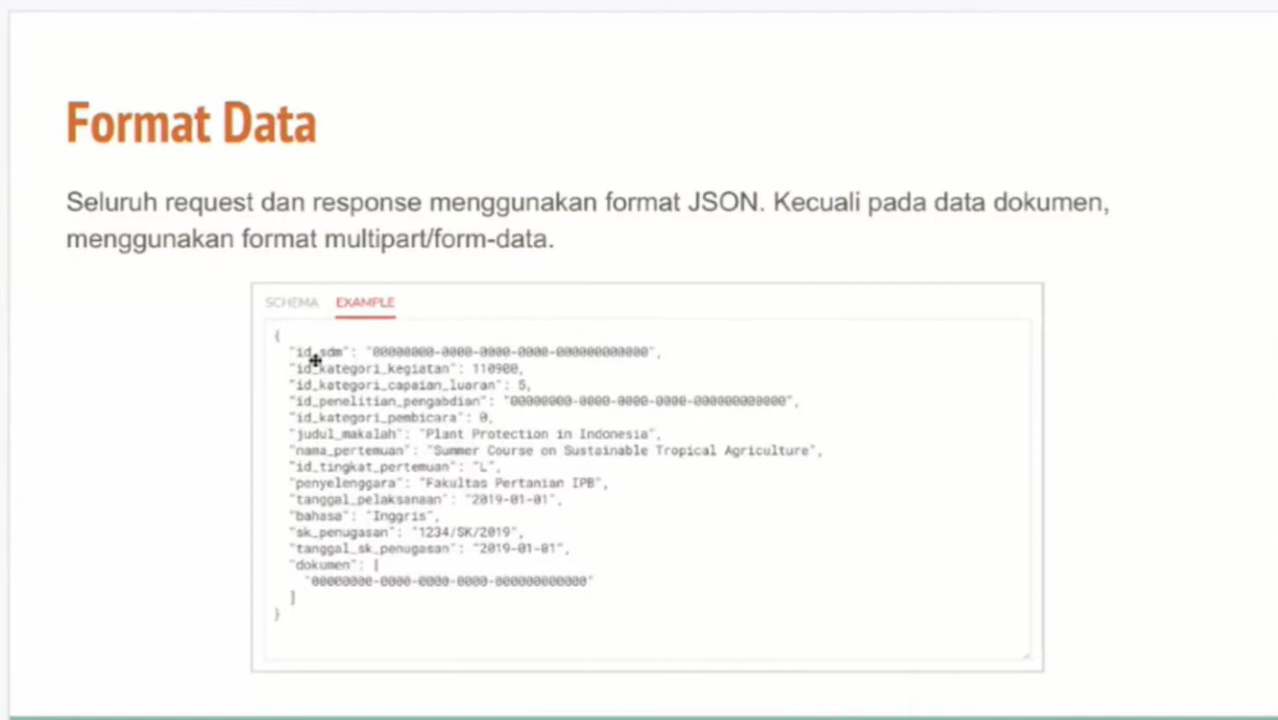 Format Data
Seluruh request dan response menggunakan format JSON. Kecuali pada data dokumen,
menggunakan format multipart/form-data.
SCHEMA EXAMPLE
{
"id_sdm": "00000000-0000-0000-0000-000000000000",
"id_kategori_kegiatan": 110900,
"id_kategori_capaian_luaran": 5,
"id_penelitian_pengabdian": "00000000-0000-0000-0000-000000000000",
"id_kategori_pembicara": 0,
"judul_makalah": "Plant Protection in Indonesia",
"nama_pertemuan": "Summer Course on Sustainable Tropical Agriculture",
"id_tingkat_pertemuan": "L",
"penyelenggara": "Fakultas Pertanian IPB",
"tanggal_pelaksanaan": "2019-01-01",
"bahasa": "Inggris",
"sk_penugasan": "1234/SK/2019",
"tanggal_sk_penugasan": "2019-01-01",
"dokumen": [
"00000000-0000-0000-0000-000000000000"
]
}